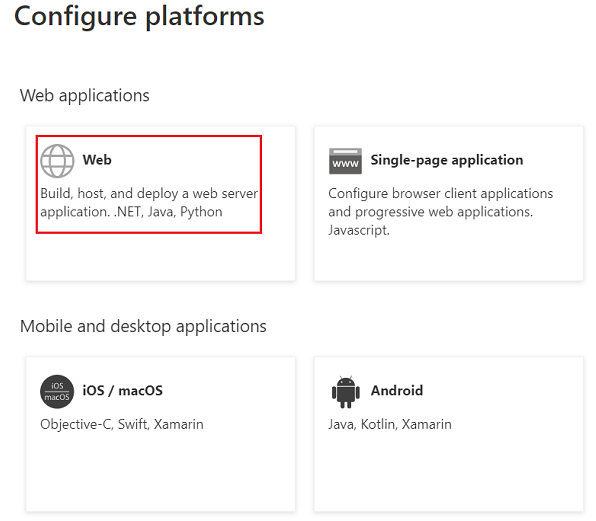 Configure platforms
Web applications
Web
Build, host, and deploy a web server
application. .NET, Java, Python
www
Single-page application
Configure browser client applications
and progressive web applications.
Javascript.
Mobile and desktop applications
iOS
macOS
iOS / macOS
Objective-C, Swift, Xamarin
Android
Java, Kotlin, Xamarin